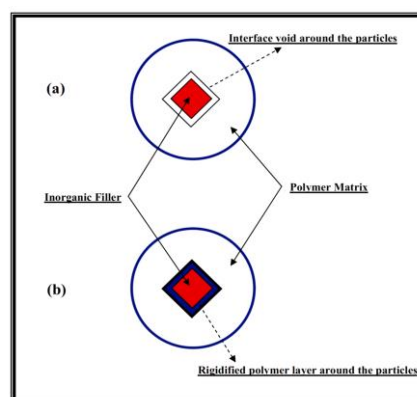 Interface void around the particles
(a)
Inorganic Filler
Polymer Matrix
(b)
Rigidified polymer layer around the particles